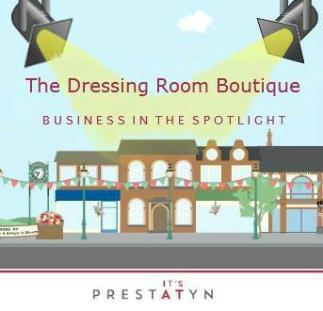 The Dressing Room Boutique
BUSINESS IN THE SPOTLIGHT
IT'S
PRESTATYN